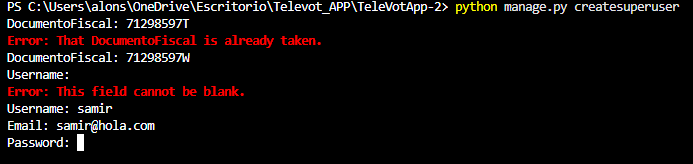 PS C:\Users\alons\OneDrive\Escritorio\Televot_APP\TeleVotApp-2> python manage.py createsuperuser
DocumentoFiscal: 71298597T
Error: That DocumentoFiscal is already taken.
DocumentoFiscal: 71298597W
Username:
Error: This field cannot be blank.
Username: samir
Email: samir@hola.com
Password: